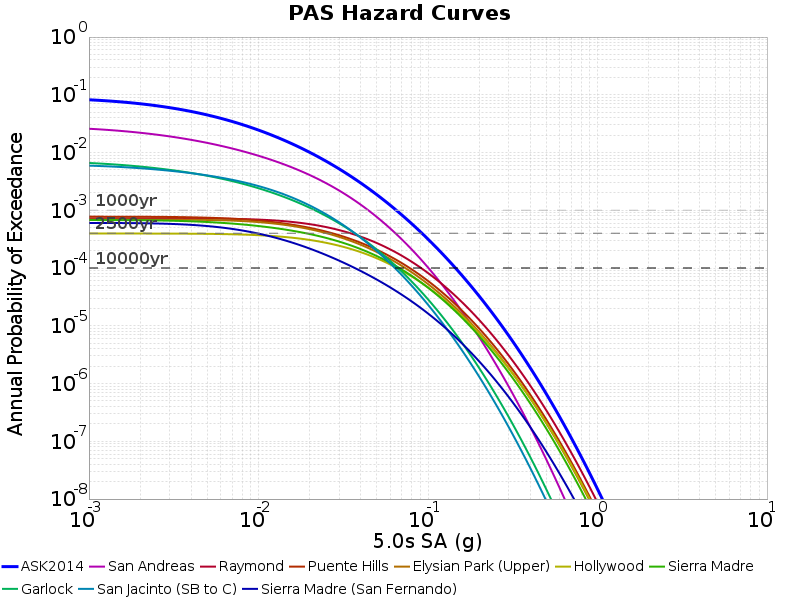 PAS Hazard Curves
10^0
10^-1
10^-2
10^-3
10^-4
10^-5
10^-6
10^-7
10^-8
Annual Probability of Exceedance
1000yr
2500yr
10000yr
10^-3 10^-2 10^-1 10^0 10^1
5.0s SA (g)
ASK2014 San Andreas Raymond Puente Hills Elysian Park (Upper) Hollywood Sierra Madre
Garlock San Jacinto (SB to C) Sierra Madre (San Fernando)